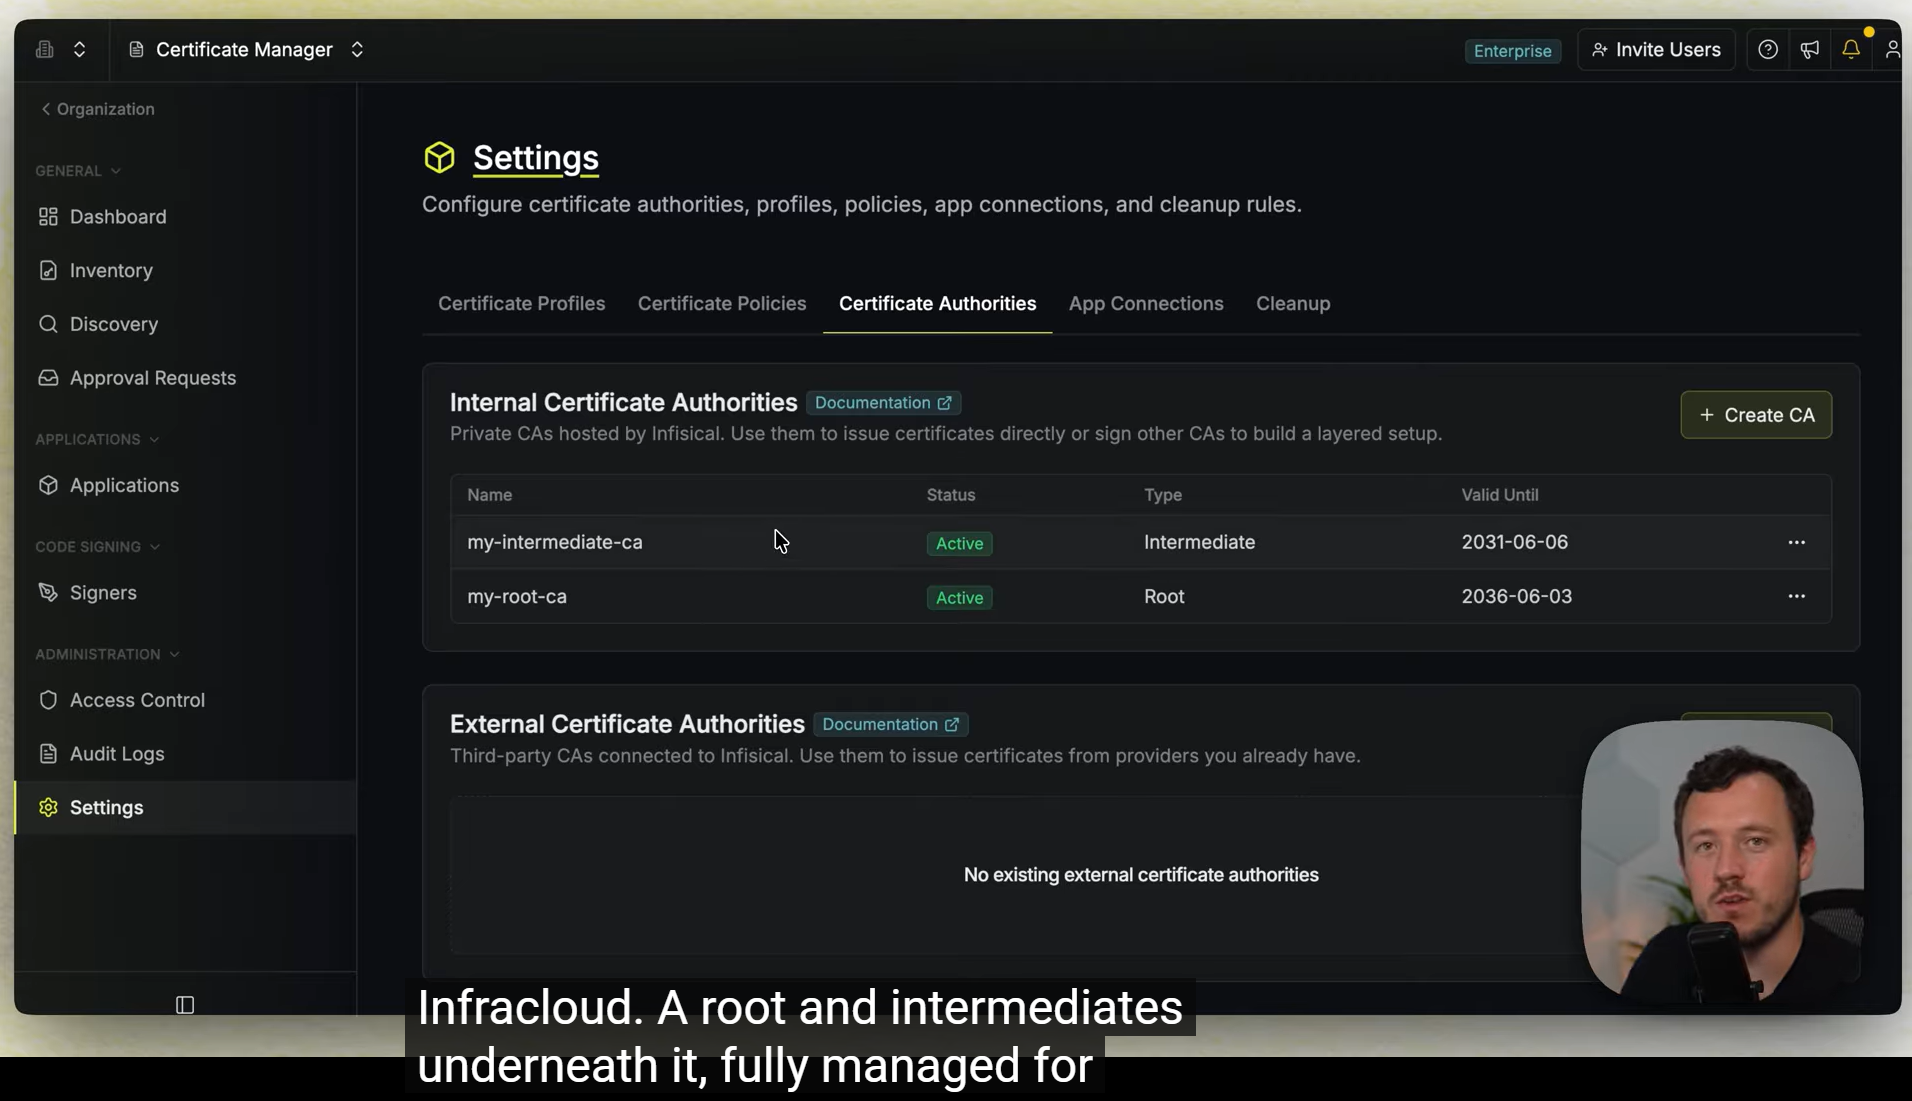 Certificate Manager
Enterprise
Invite Users
Organization
GENERAL
Dashboard
Inventory
Discovery
Approval Requests
APPLICATIONS
Applications
CODE SIGNING
Signers
ADMINISTRATION
Access Control
Audit Logs
Settings
Settings
Configure certificate authorities, profiles, policies, app connections, and cleanup rules.
Certificate Profiles Certificate Policies Certificate Authorities App Connections Cleanup
Internal Certificate Authorities Documentation
Private CAs hosted by Infisical. Use them to issue certificates directly or sign other CAs to build a layered setup.
+ Create CA
Name Status Type Valid Until
my-intermediate-ca Active Intermediate 2031-06-06 ...
my-root-ca Active Root 2036-06-03 ...
External Certificate Authorities Documentation
Third-party CAs connected to Infisical. Use them to issue certificates from providers you already have.
No existing external certificate authorities
Infracloud. A root and intermediates
underneath it, fully managed for